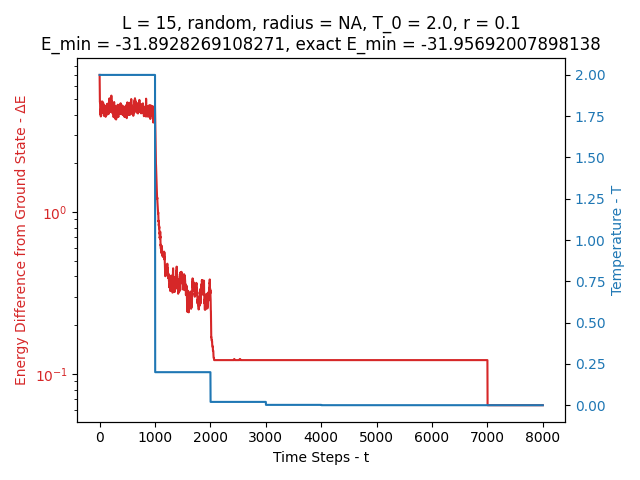 L = 15, random, radius = NA, T_0 = 2.0, r = 0.1
E_min = -31.8928269108271, exact E_min = -31.95692007898138
Energy Difference from Ground State - ΔE
10^0
10^{-1}
2.00
1.75
1.50
1.25
1.00
0.75
0.50
0.25
0.00
Temperature - T
0 1000 2000 3000 4000 5000 6000 7000 8000
Time Steps - t